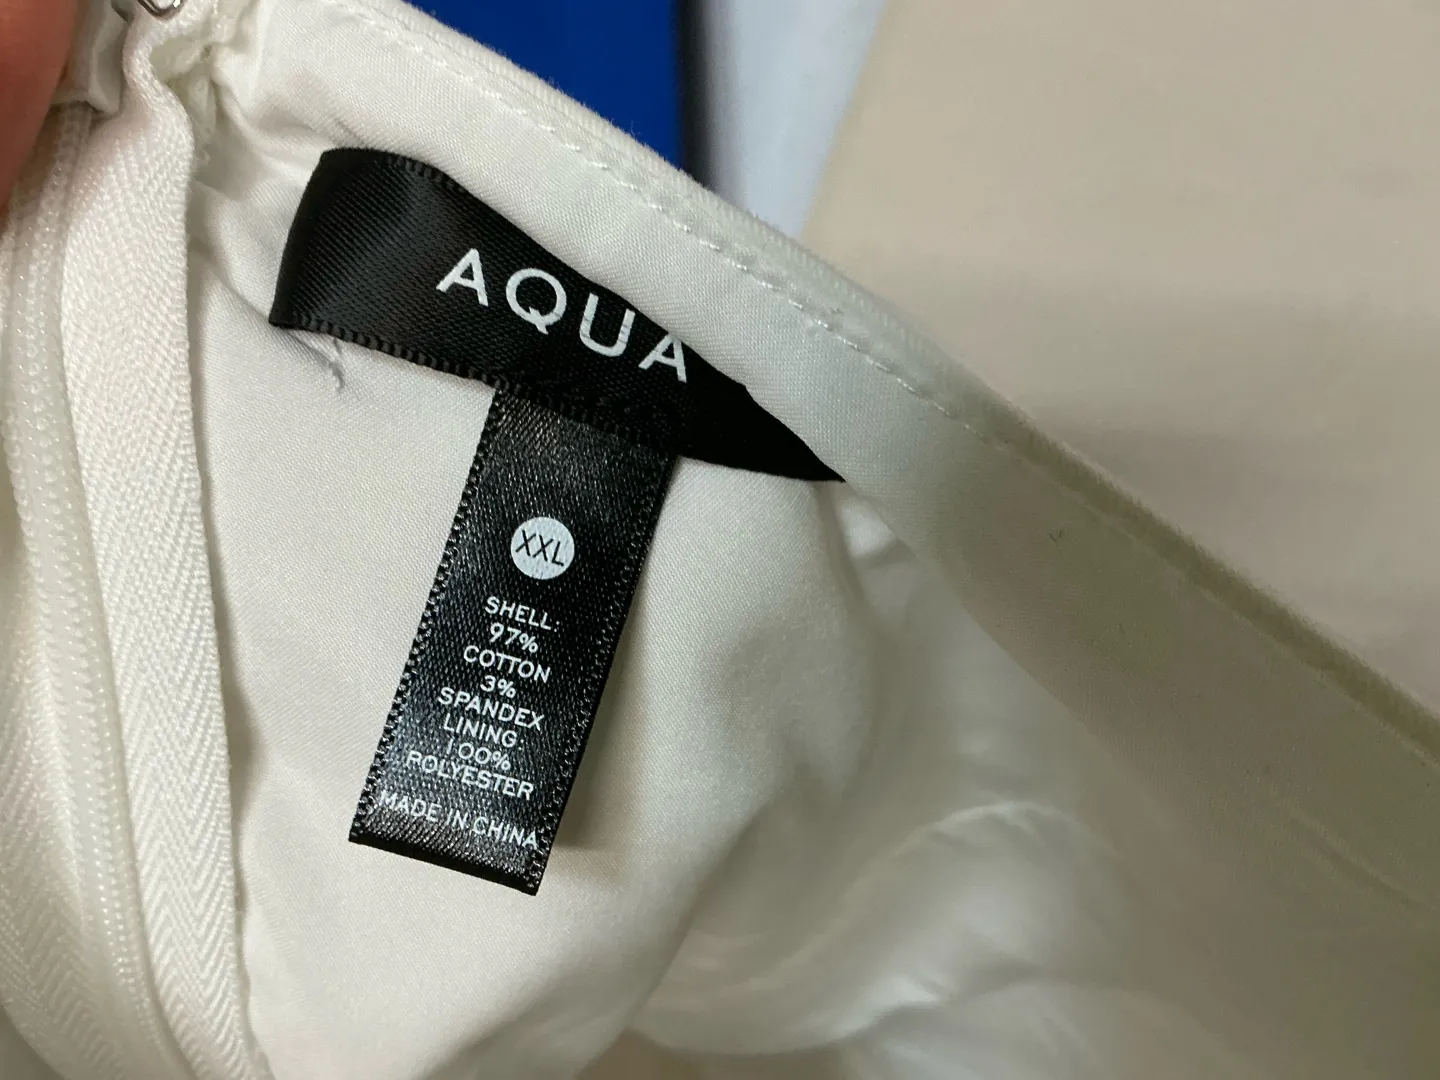 AQUA
XXL
SHELL:
97%
COTTON
3%
SPANDEX
LINING:
100%
POLYESTER
MADE IN CHINA